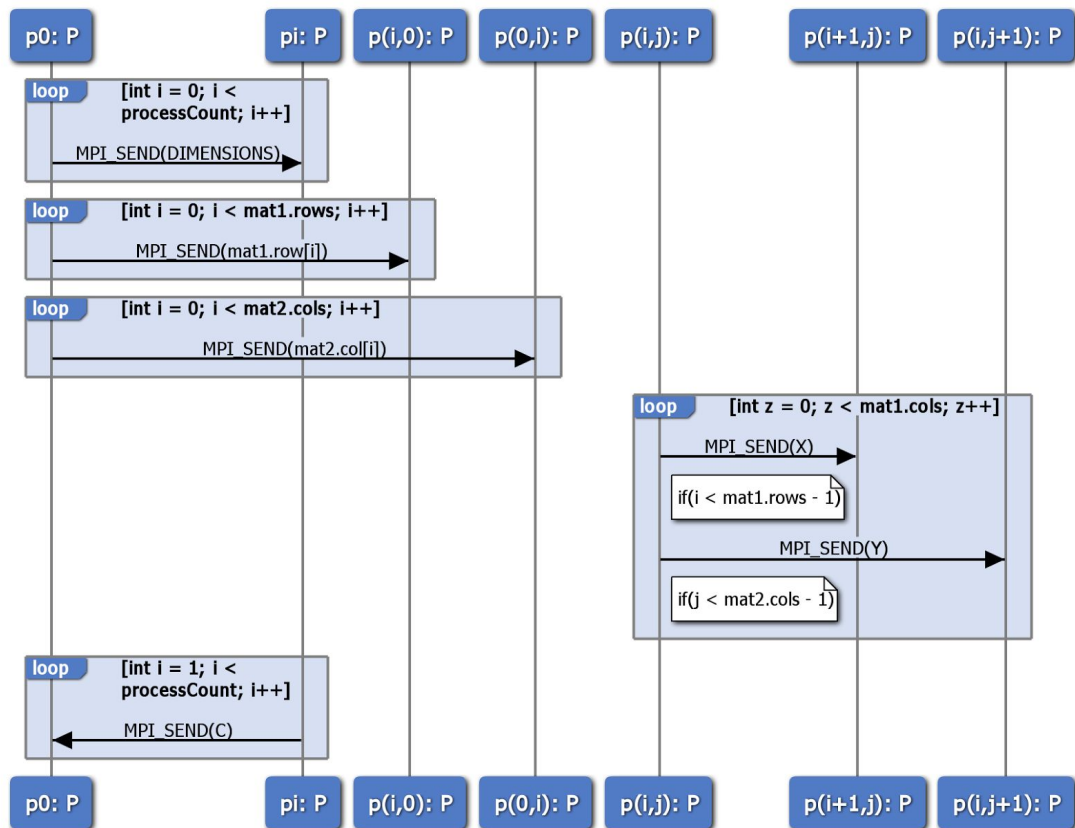 p0: P
pi: P
p(i,0): P
p(0,i): P
p(i,j): P
p(i+1,j): P
p(i,j+1): P
loop
[int i = 0; i <
processCount; i++]
MPI_SEND(DIMENSIONS)
loop
[int i = 0; i < mat1.rows; i++]
MPI_SEND(mat1.row[i])
loop
[int i = 0; i < mat2.cols; i++]
MPI_SEND(mat2.col[i])
loop
[int z = 0; z < mat1.cols; z++]
MPI_SEND(X)
if(i < mat1.rows - 1)
MPI_SEND(Y)
if(j < mat2.cols - 1)
loop
[int i = 1; i <
processCount; i++]
MPI_SEND(C)
p0: P
pi: P
p(i,0): P
p(0,i): P
p(i,j): P
p(i+1,j): P
p(i,j+1): P